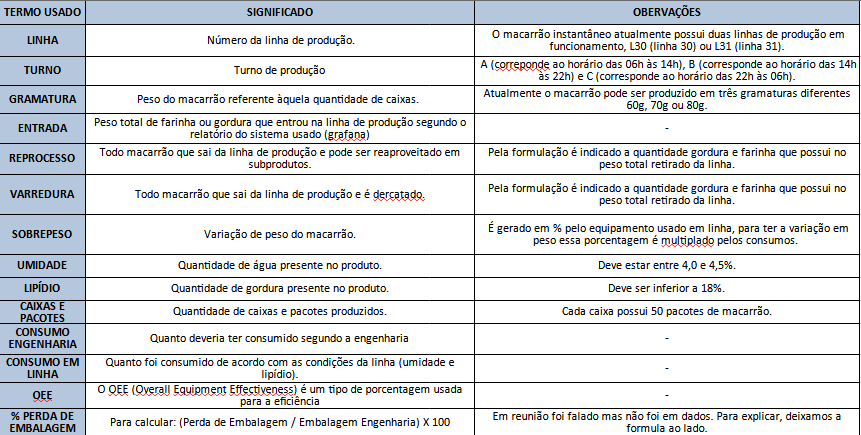 TERMO USADO SIGNIFICADO OBERVAÇÕES
LINHA
Número da linha de produção.
O macarrão instantâneo atualmente possui duas linhas de produção em
funcionamento, L30 (linha 30) ou L31 (linha 31).
TURNO
Turno de produção
A (correponde ao horário das 06h às 14h), B (corresponde ao horário das 14h
às 22h) e C (corresponde ao horário das 22h às 06h).
GRAMATURA
Peso do macarrão referente àquela quantidade de caixas.
Atualmente o macarrão pode ser produzido em três gramaturas diferentes
60g, 70g ou 80g.
ENTRADA
Peso total de farinha ou gordura que entrou na linha de produção segundo o
relatório do sistema usado (grafana)
-
REPROCESSO
Todo macarrão que sai da linha de produção e pode ser reaproveitado em
subprodutos.
Pela formulação é indicado a quantidade gordura e farinha que possui no
peso total retirado da linha.
VARREDURA
Todo macarrão que sai da linha de produção e é dercatado.
Pela formulação é indicado a quantidade gordura e farinha que possui no
peso total retirado da linha.
SOBREPESO
Variação de peso do macarrão.
É gerado em % pelo equipamento usado em linha, para ter a variação em
peso essa porcentagem é multiplado pelos consumos.
UMIDADE
Quantidade de água presente no produto.
Deve estar entre 4,0 e 4,5%.
LIPÍDIO
Quantidade de gordura presente no produto.
Deve ser inferior a 18%.
CAIXAS E
PACOTES
Quantidade de caixas e pacotes produzidos.
Cada caixa possui 50 pacotes de macarrão.
CONSUMO
ENGENHARIA
Quanto deveria ter consumido segundo a engenharia
-
CONSUMO EM
LINHA
Quanto foi consumido de acordo com as condições da linha (umidade e
lipídio).
-
OEE
O OEE (Overall Equipment Effectiveness) é um tipo de porcentagem usada
para a eficiência
-
% PERDA DE
EMBALAGEM
Para calcular: (Perda de Embalagem / Embalagem Engenharia) X 100
Em reunião foi falado mas não foi em dados. Para explicar, deixamos a
formula ao lado.